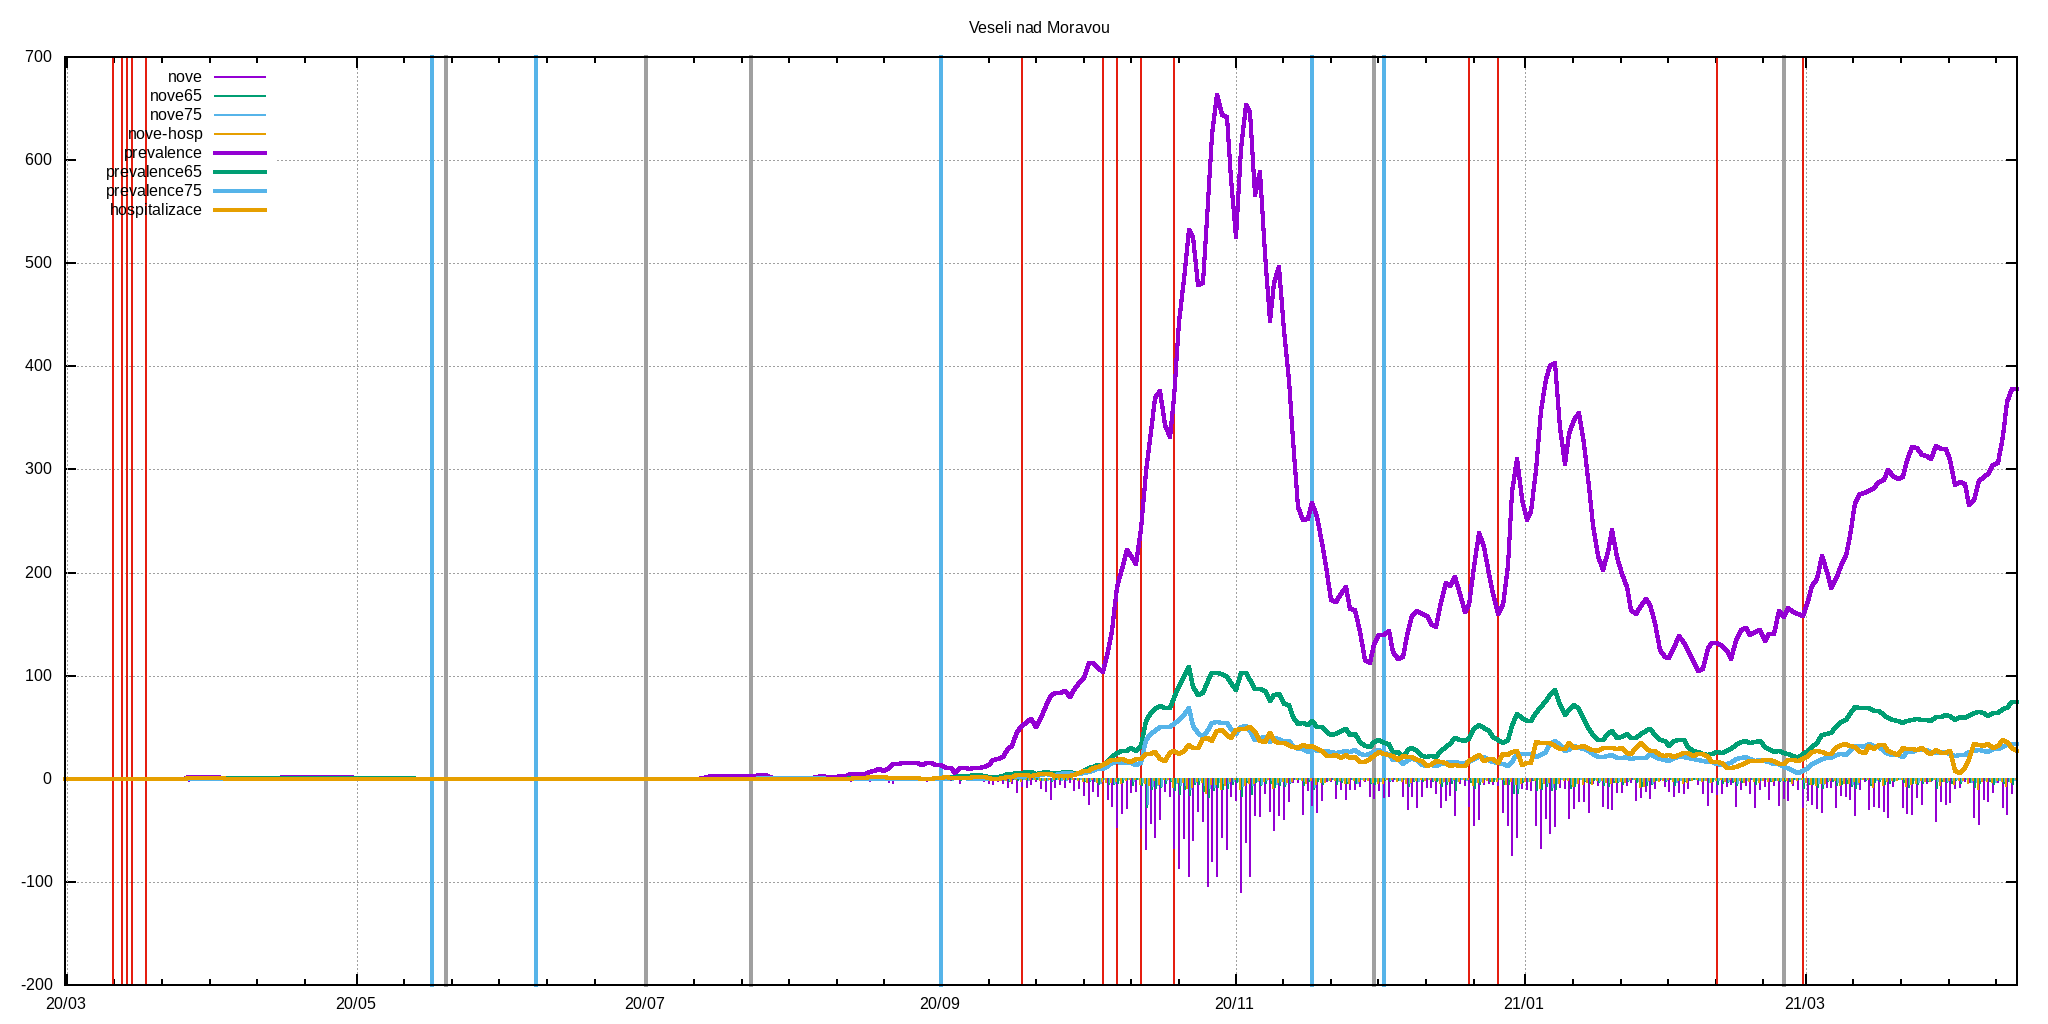 Veseli nad Moravou
700
600
500
400
300
200
100
0
-100
-200
nove
nove65
nove75
nove-hosp
prevalence
prevalence65
prevalence75
hospitalizace
20/03
20/05
20/07
20/09
20/11
21/01
21/03